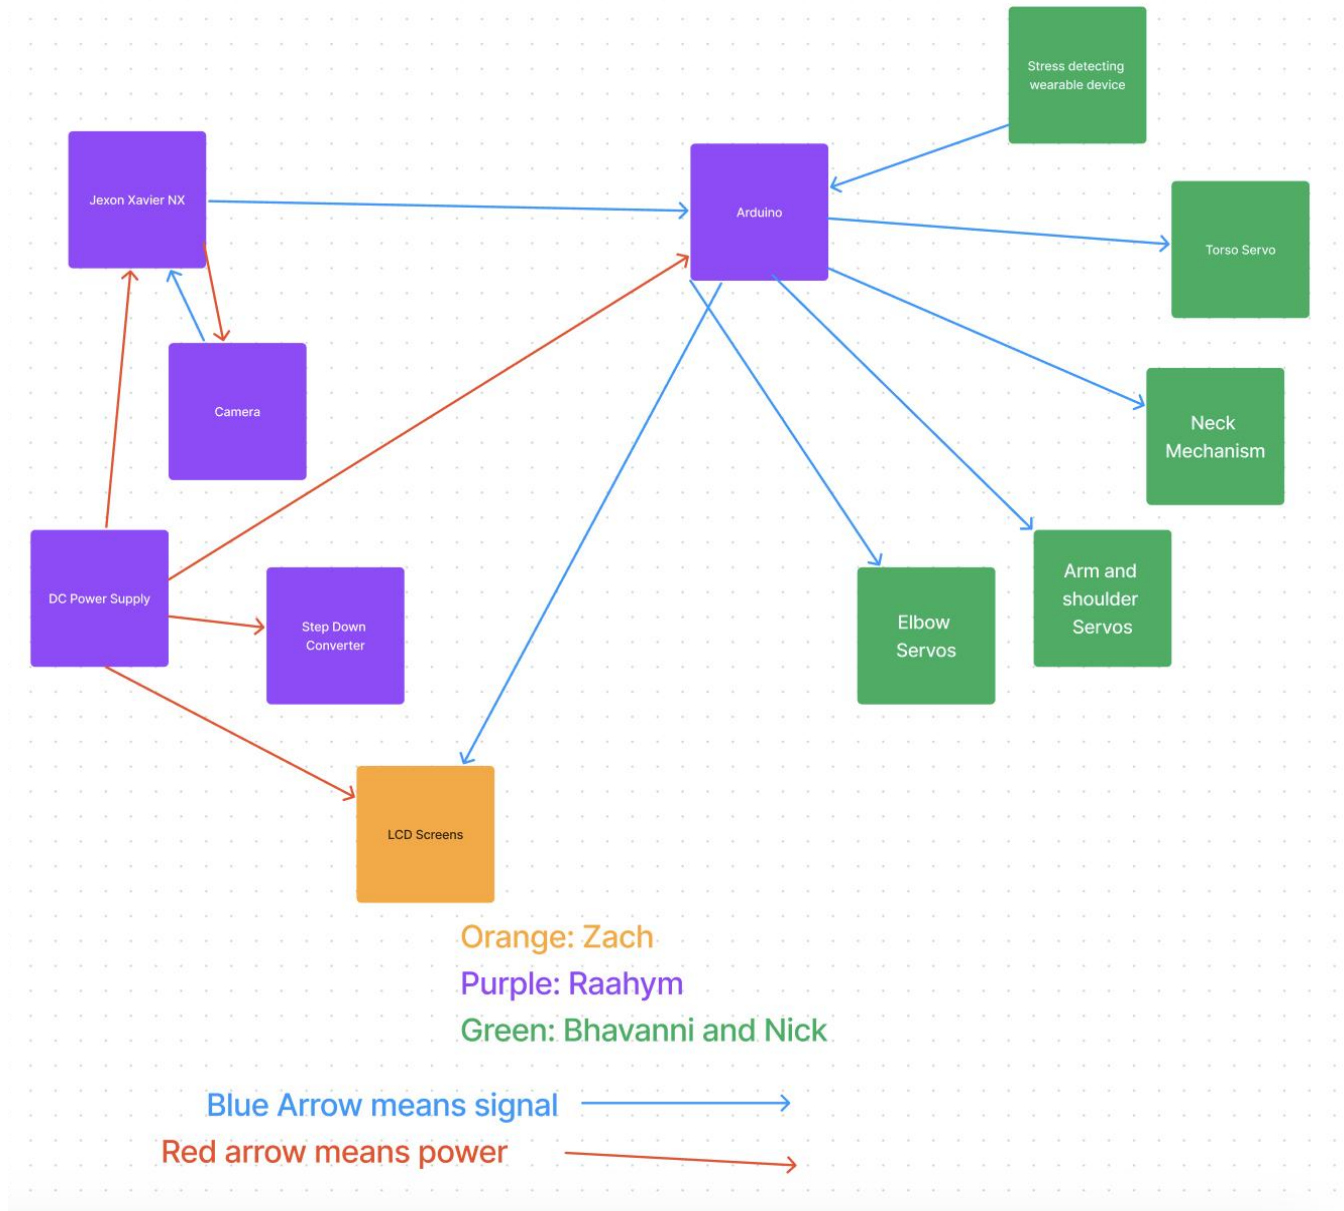 Stress detecting
wearable device
Jexon Xavier NX
Arduino
Torso Servo
Camera
Neck
Mechanism
DC Power Supply
Step Down
Converter
Elbow
Servos
Arm and
shoulder
Servos
LCD Screens
Orange: Zach
Purple: Raahym
Green: Bhavanni and Nick
Blue Arrow means signal
Red arrow means power